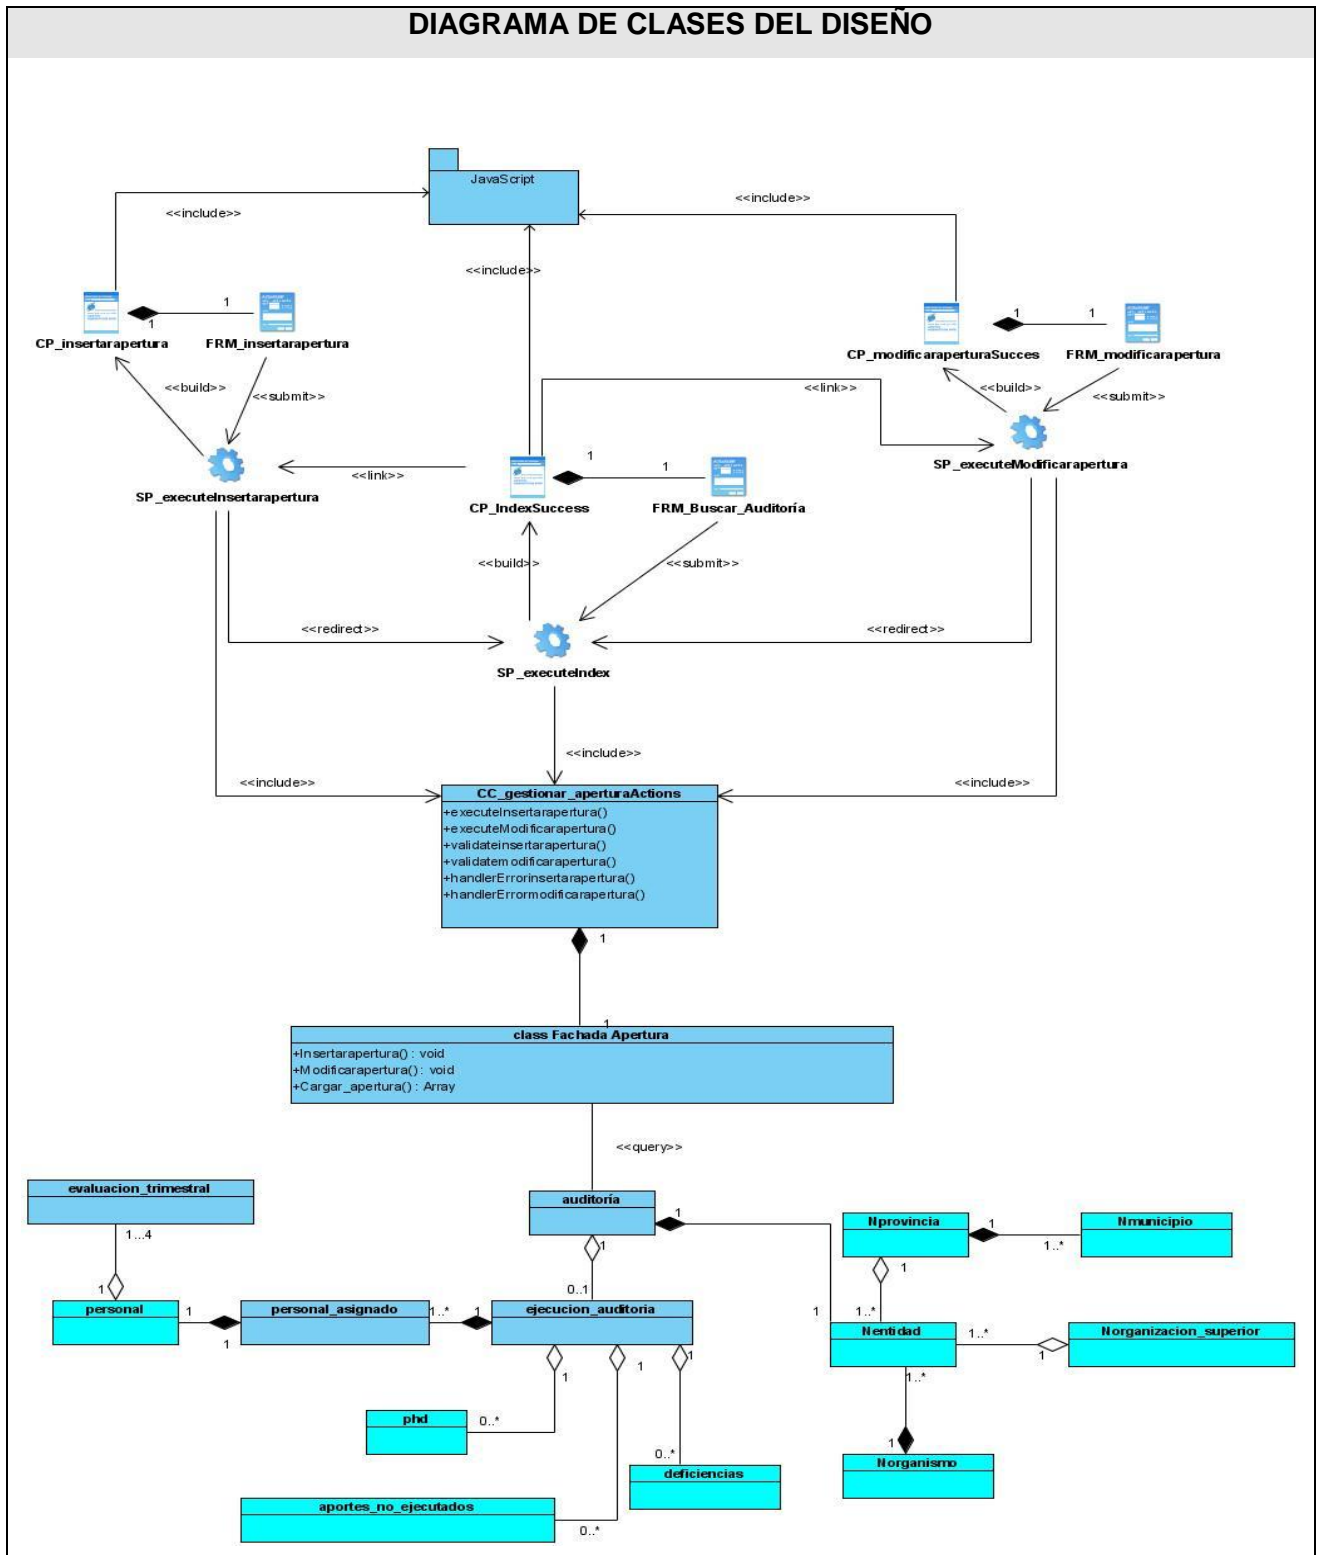 DIAGRAMA DE CLASES DEL DISEÑO
JavaScript
<<include>>
<<include>>
<<include>>
1
1
CP_insertarapertura
FRM_insertarapertura
1
1
CP_modificaraperturaSucces
FRM_modificarapertura
<<build>>
<<submit>>
<<link>>
<<build>>
<<submit>>
SP_executeInsertarapertura
<<link>>
1
1
SP_executeModificarapertura
CP_IndexSuccess
FRM_Buscar_Auditoría
<<build>>
<<submit>>
<<redirect>>
<<redirect>>
SP_executeIndex
<<include>>
<<include>>
<<include>>
CC_gestionar_aperturaActions
+executeInsertarapertura()
+executeModificarapertura()
+validateinsertarapertura()
+validatemodificarapertura()
+handlerErrorinsertarapertura()
+handlerErrormodificarapertura()
1
1
class Fachada Apertura
+Insertarapertura() : void
+Modificarapertura() : void
+Cargar_apertura() : Array
<<query>>
evaluacion_trimestral
1...4
1
auditoría
1
1
0..1
1
Nprovincia
1
1..*
Nmunicipio
1
1..*
personal
1
1
personal_asignado
1..*
1
ejecucion_auditoria
Nentidad
1..*
1
Norganizacion_superior
1..*
1
Norganismo
1
1
1
phd
0..*
0..*
deficiencias
aportes_no_ejecutados
0..*